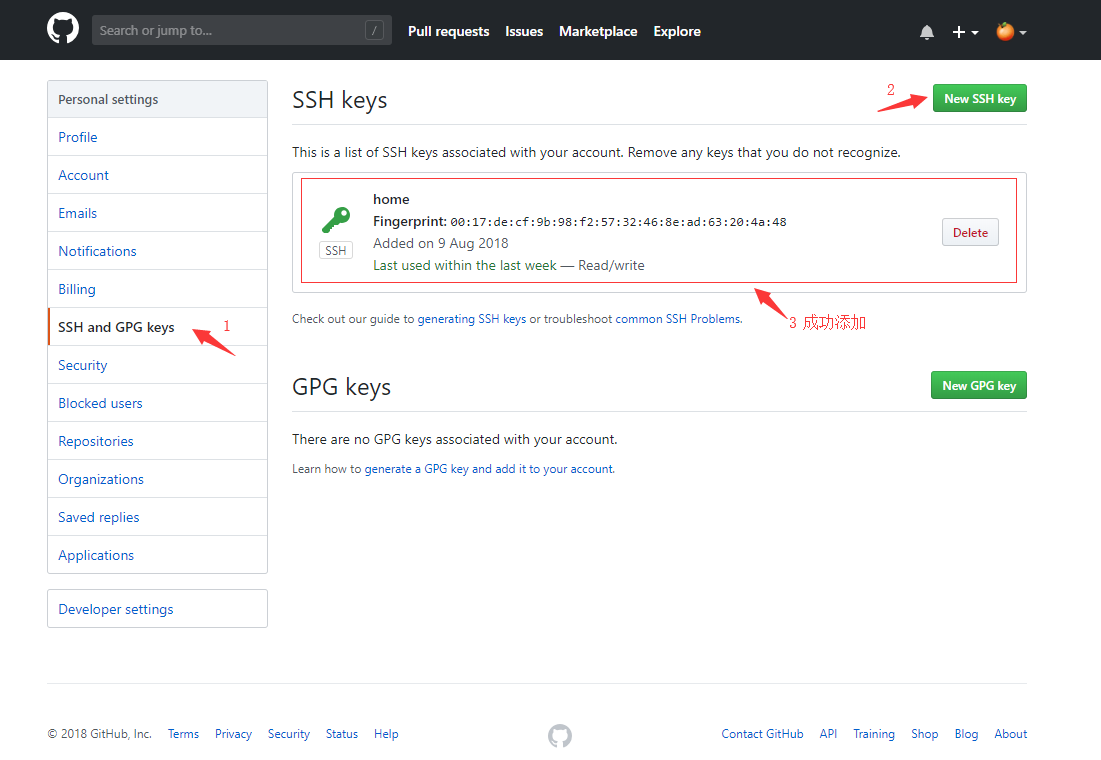 Search or jump to...
/
Pull requests
Issues
Marketplace
Explore
Personal settings
Profile
Account
Emails
Notifications
Billing
SSH and GPG keys
1
Security
Blocked users
Repositories
Organizations
Saved replies
Applications
Developer settings
SSH keys
2
New SSH key
This is a list of SSH keys associated with your account. Remove any keys that you do not recognize.
SSH
home
Fingerprint: 00:17:de:cf:9b:98:f2:57:32:46:8e:ad:63:20:4a:48
Added on 9 Aug 2018
Last used within the last week — Read/write
Delete
Check out our guide to generating SSH keys or troubleshoot common SSH Problems.
3 成功添加
GPG keys
New GPG key
There are no GPG keys associated with your account.
Learn how to generate a GPG key and add it to your account.
© 2018 GitHub, Inc.
Terms
Privacy
Security
Status
Help
Contact GitHub
API
Training
Shop
Blog
About